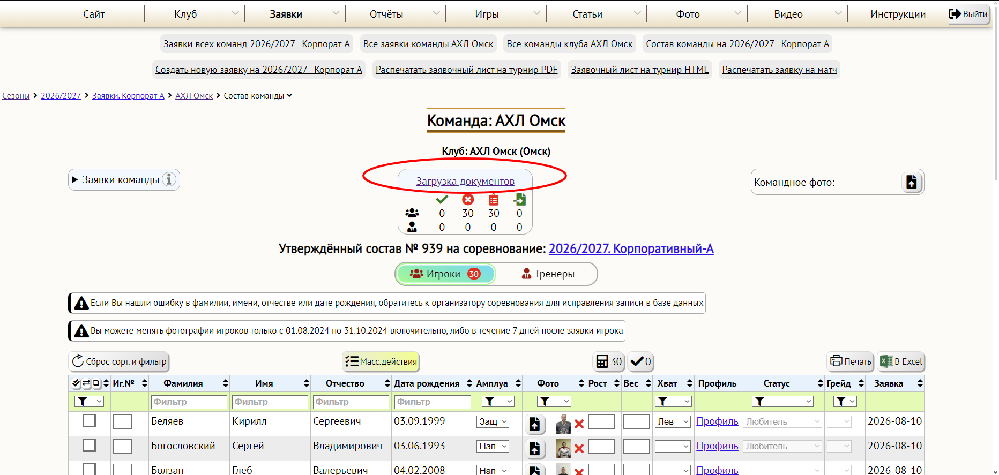 Сайт Клуб Заявки Отчёты Игры Статьи Фото Видео Инструкции Выйти
Заявки всех команд 2026/2027 - Корпорат-А Все заявки команды АХЛ Омск Все команды клуба АХЛ Омск Состав команды на 2026/2027 - Корпорат-А
Создать новую заявку на 2026/2027 - Корпорат-А Распечатать заявочный лист на турнир PDF Заявочный лист на турнир HTML Распечатать заявку на матч
Сезоны 2026/2027 Заявки. Корпорат-А АХЛ Омск Состав команды
Команда: АХЛ Омск
Клуб: АХЛ Омск (Омск)
Заявки команды
Загрузка документов
Командное фото:
0 30 30 0
0 0 0 0
Утверждённый состав № 939 на соревнование: 2026/2027. Корпоративный-А
Игроки 30 Тренеры
Если Вы нашли ошибку в фамилии, имени, отчестве или дате рождения, обратитесь к организатору соревнования для исправления записи в базе данных
Вы можете менять фотографии игроков только с 01.08.2024 по 31.10.2024 включительно, либо в течение 7 дней после заявки игрока
Сброс сорт. и фильтр Масс.действия 30 0 Печать В Excel
Иг.№ Фамилия Имя Отчество Дата рождения Амплуа Фото Рост Вес Хват Профиль Статус Грейд Заявка
Фильтр Фильтр Фильтр Фильтр
Беляев Кирилл Сергеевич 03.09.1999 Защ Лев Профиль Любитель 2026-08-10
Богословский Сергей Владимирович 03.06.1993 Нап Профиль Любитель 2026-08-10
Болзан Глеб Валерьевич 04.02.2008 Нап Профиль Любитель 2026-08-10